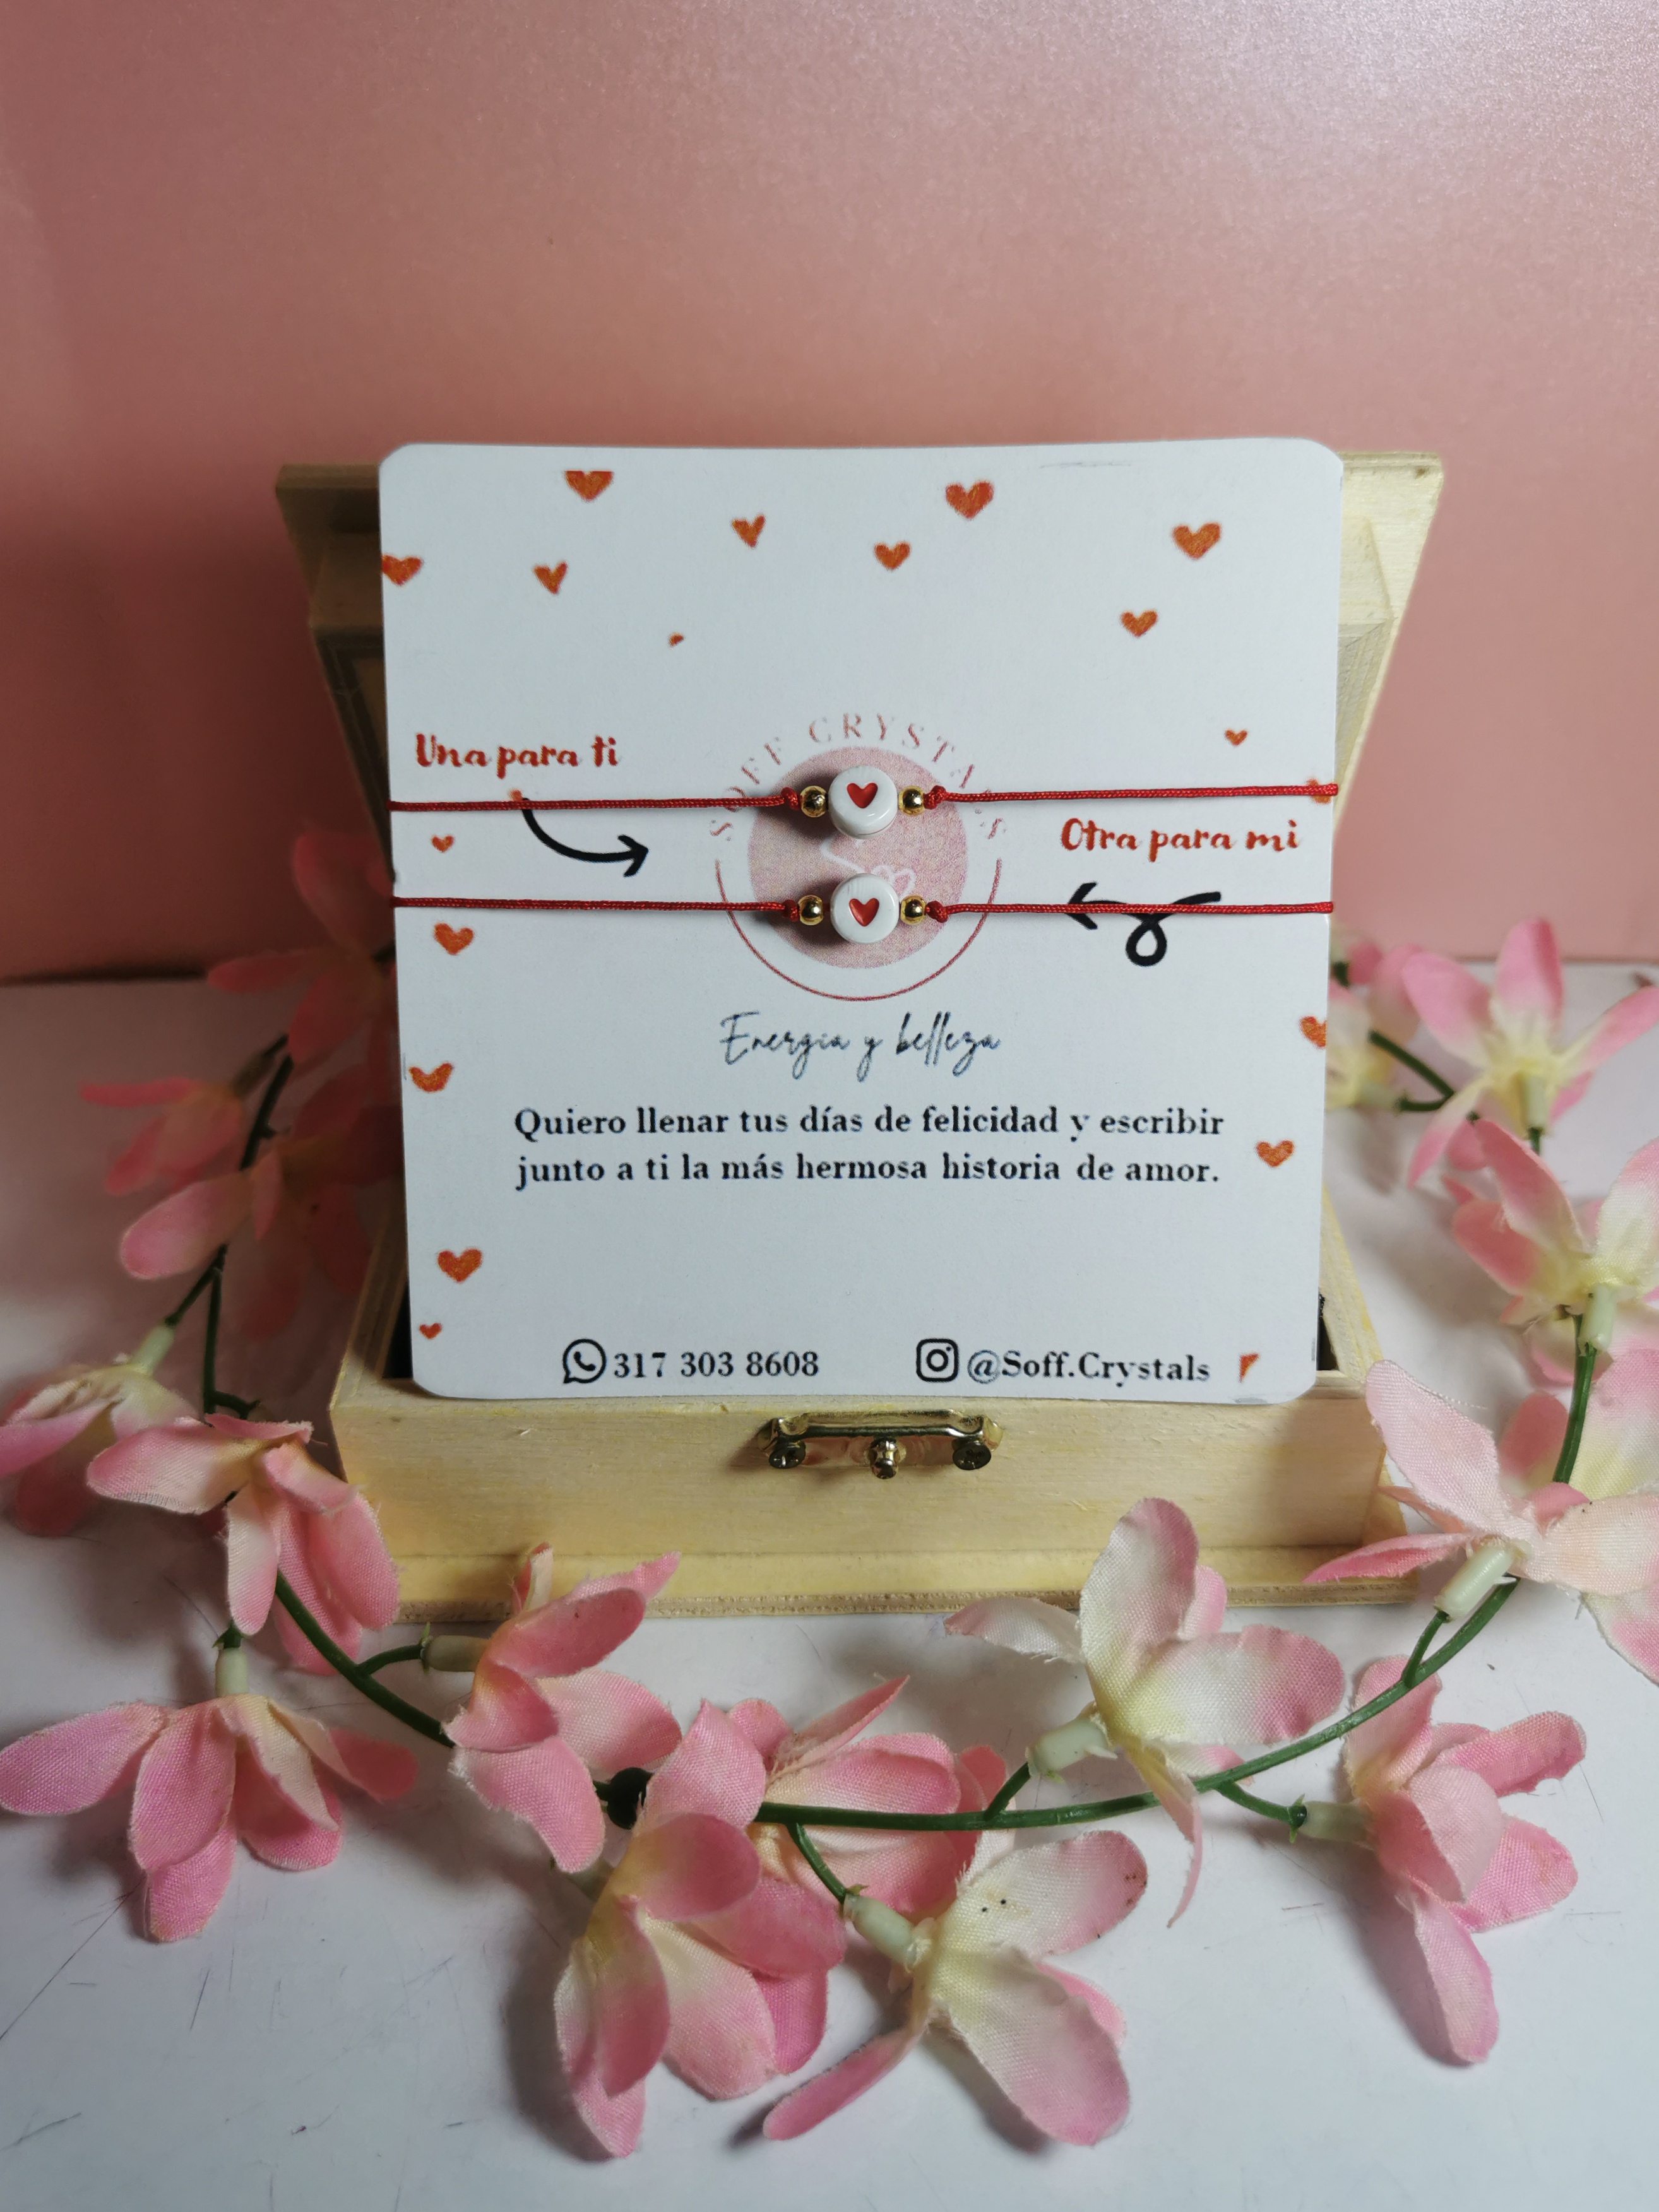 SOFF CRYSTALS
Una para ti
Otra para mi
Energia y belleza
Quiero llenar tus días de felicidad y escribir
junto a ti la más hermosa historia de amor.
317 303 8608
@Soff.Crystals